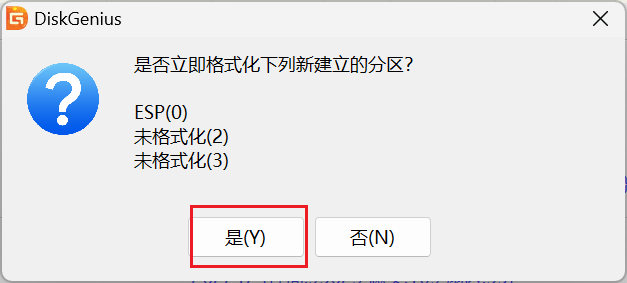 DiskGenius
是否立即格式化下列新建立的分区?
ESP(0)
未格式化(2)
未格式化(3)
是(Y)
否(N)